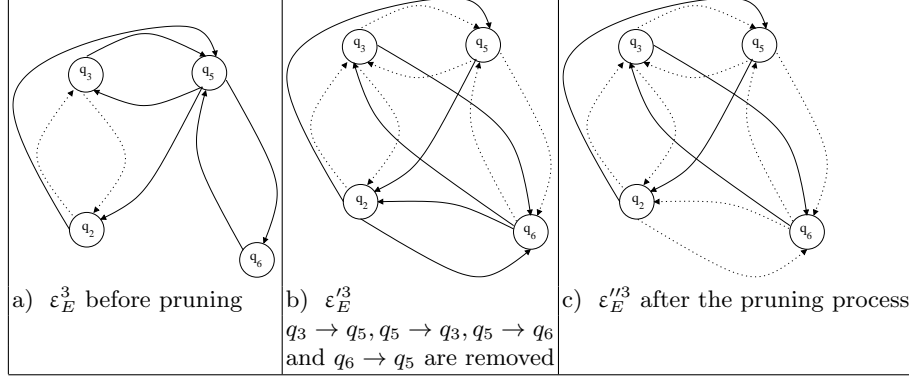 q3
q5
q2
q6
a) ε³_E before pruning
q3
q5
q2
q6
b) ε′³_E
q3 → q5, q5 → q3, q5 → q6
and q6 → q5 are removed
q3
q5
q2
q6
c) ε″³_E after the pruning process